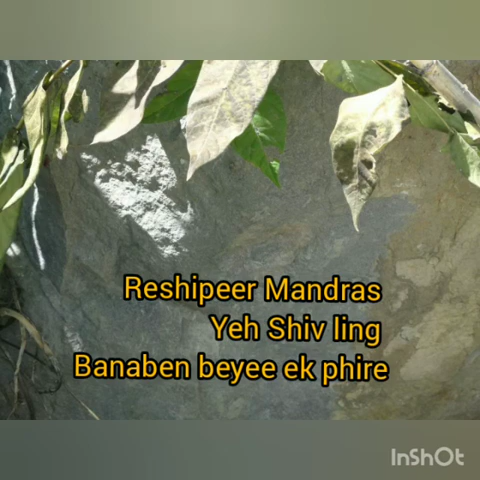 Reshipeer Mandras
Yeh Shiv ling
Banaben beyee ek phire
InShOt